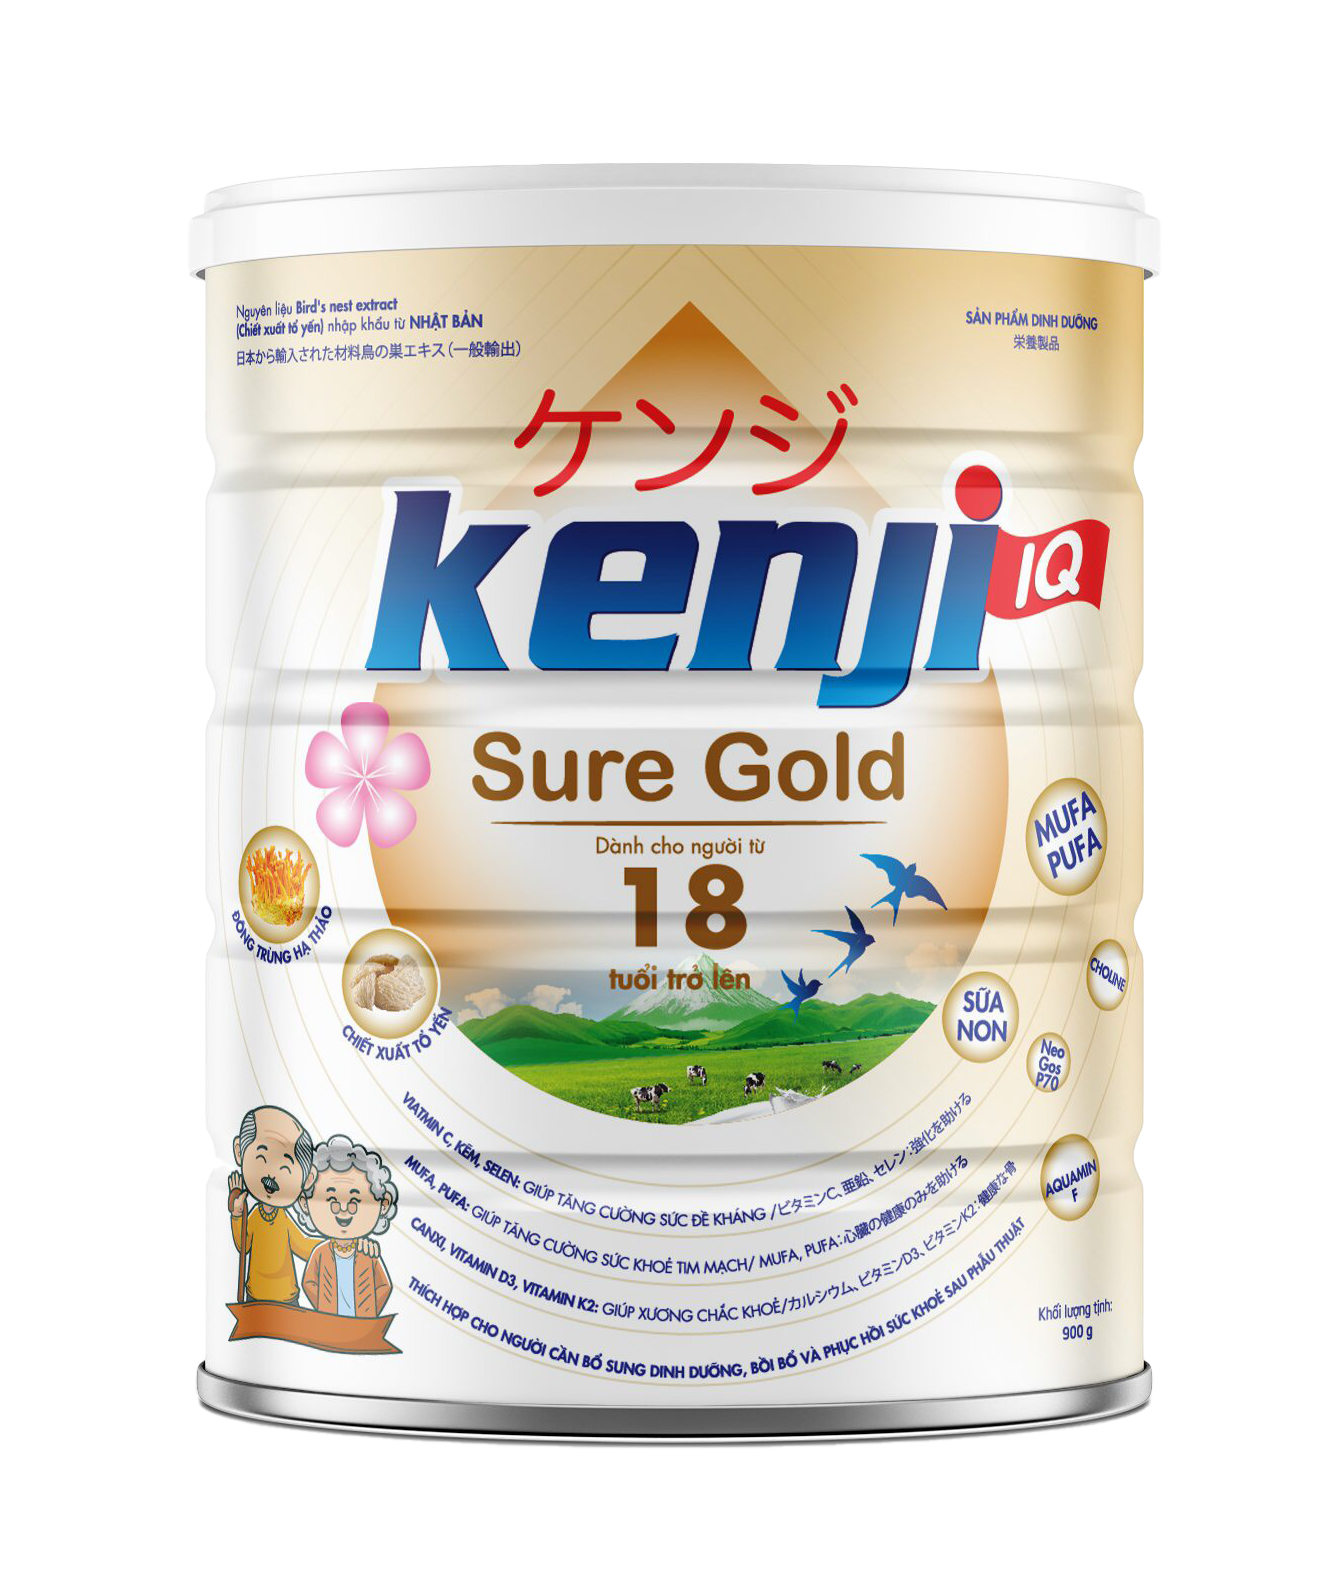 Nguyên liệu Bird's nest extract
(Chiết xuất tổ yến) nhập khẩu từ NHẬT BẢN
日本から輸入された材料鳥の巣エキス(一般輸出)
SẢN PHẨM DINH DƯỠNG
栄養製品
ケンジ
kenji
IQ
Sure Gold
Dành cho người từ
18
tuổi trở lên
ĐÔNG TRÙNG HẠ THẢO
CHIẾT XUẤT TỔ YẾN
MUFA
PUFA
CHOLINE
SỮA
NON
Neo
Gos
P70
AQUAMIN
F
VIATMIN C, KẼM, SELEN: GIÚP TĂNG CƯỜNG SỨC ĐỀ KHÁNG /ビタミンC、亜鉛、セレン:強化を助ける
MUFA, PUFA: GIÚP TĂNG CƯỜNG SỨC KHOẺ TIM MẠCH/ MUFA, PUFA:心臓の健康のみを助ける
CANXI, VITAMIN D3, VITAMIN K2: GIÚP XƯƠNG CHẮC KHOẺ/カルシウム、ビタミンD3、ビタミンK2:健康な骨
THÍCH HỢP CHO NGƯỜI CẦN BỔ SUNG DINH DƯỠNG, BỒI BỔ VÀ PHỤC HỒI SỨC KHOẺ SAU PHẪU THUẬT
Khối lượng tịnh:
900 g